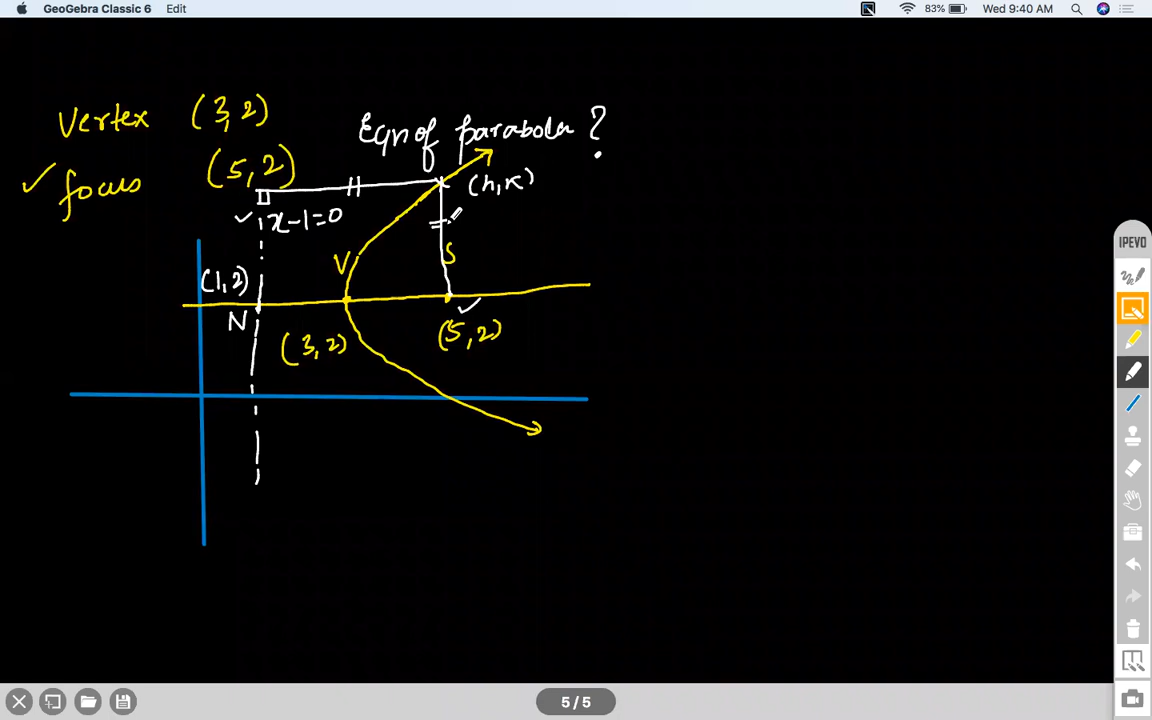 GeoGebra Classic 6 Edit 83% Wed 9:40 AM
Vertex (3,2)
Eqn of parabola ?
✓ focus (5,2)
(h,k)
✓ x-1=0
V S
(1,2)
N (3,2) (5,2)
IPEVO
5/5